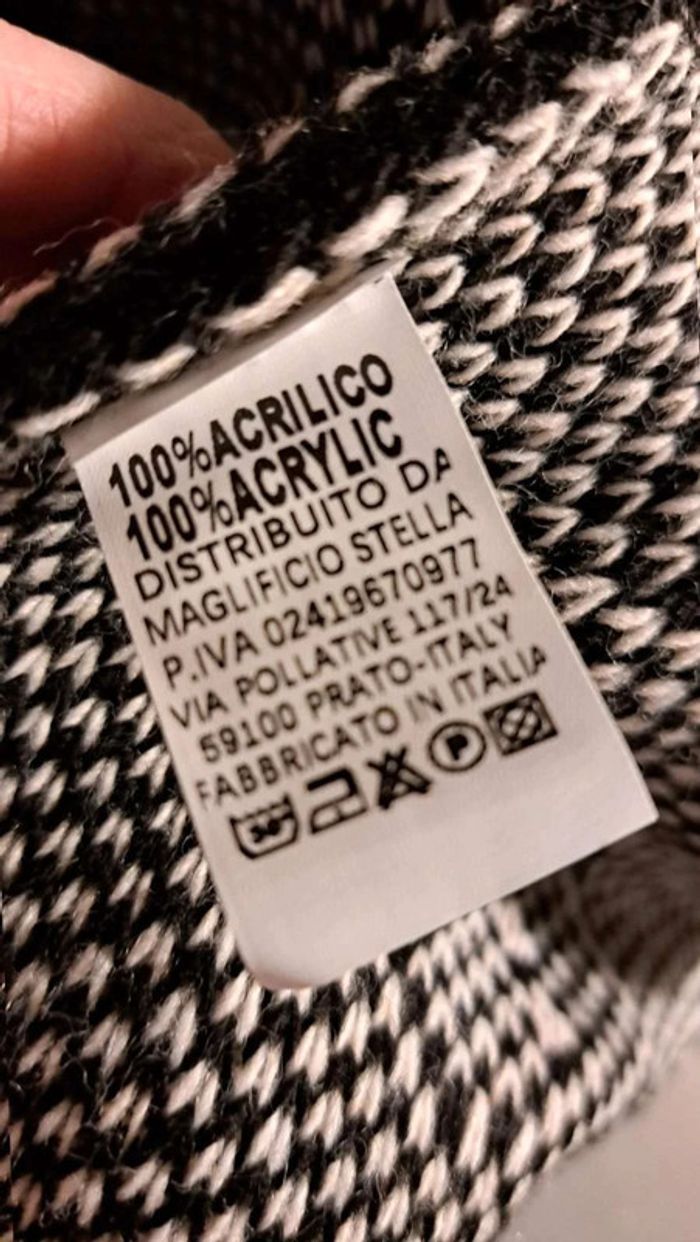 100%ACRILICO
100%ACRYLIC
DISTRIBUITO DA
MAGLIFICIO STELLA
P.IVA 02419670977
VIA POLLATIVE 117/24
59100 PRATO-ITALY
FABBRICATO IN ITALIA
30° P